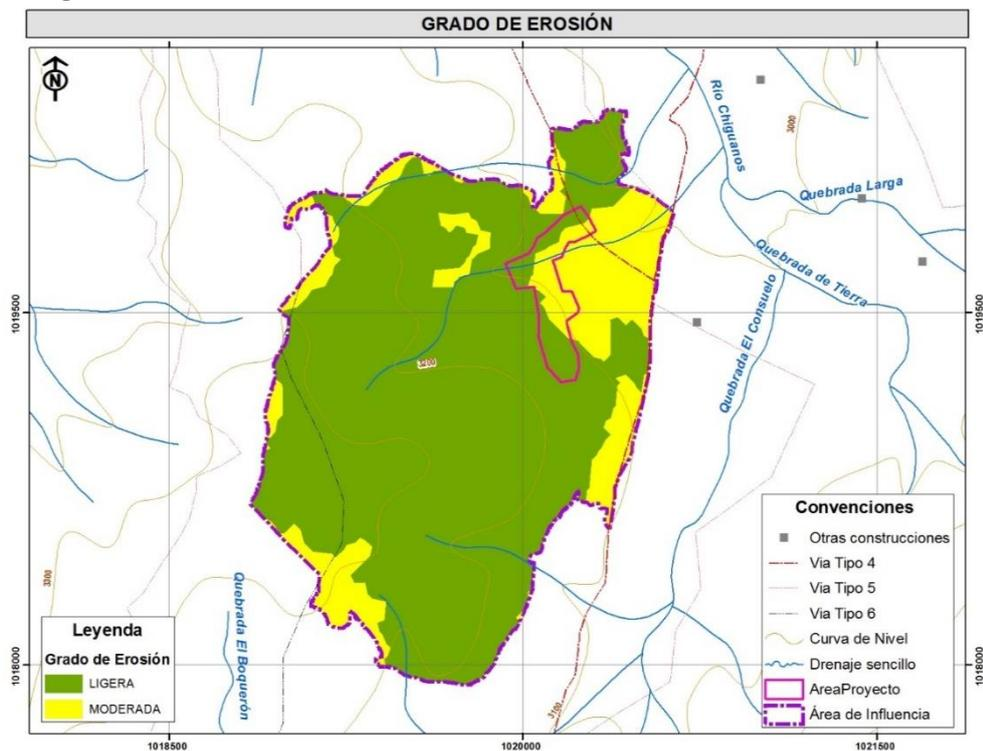 GRADO DE EROSIÓN
N
Río Chiguanos
3000
Quebrada Larga
Quebrada de Tierra
Quebrada El Consuelo
1019500
1019500
3200
3300
Quebrada El Boquerón
3100
1018000
1018000
Leyenda
Grado de Erosión
LIGERA
MODERADA
Convenciones
Otras construcciones
Via Tipo 4
Via Tipo 5
Via Tipo 6
Curva de Nivel
Drenaje sencillo
AreaProyecto
Área de Influencia
1018500
1020000
1021500